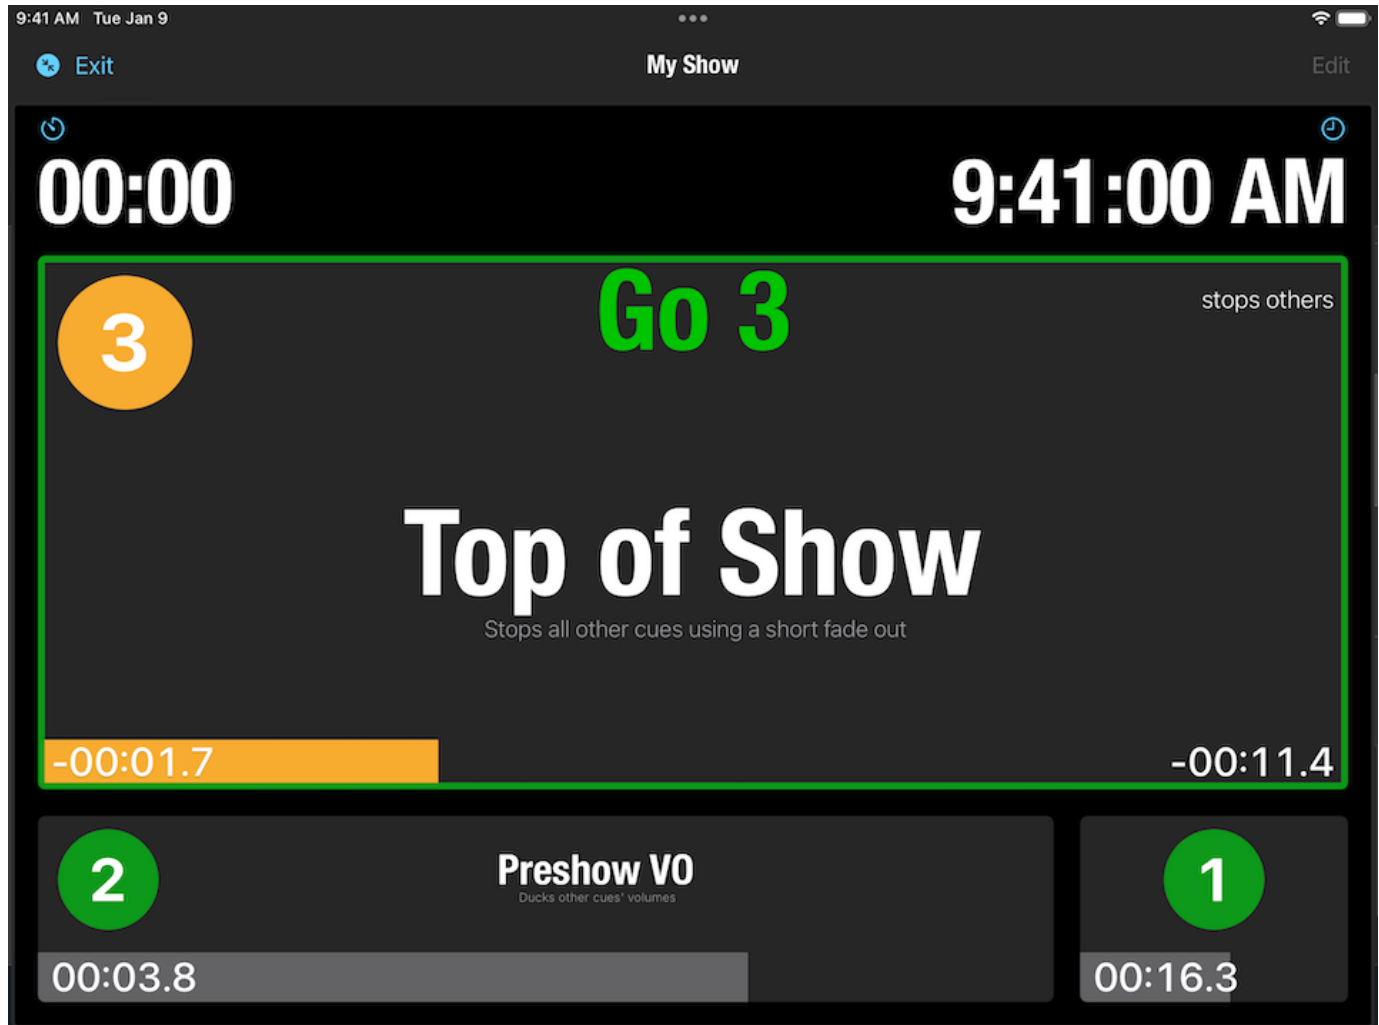 9:41 AM Tue Jan 9
Exit
My Show
Edit
00:00
9:41:00 AM
3
Go 3
stops others
Top of Show
Stops all other cues using a short fade out
-00:01.7
-00:11.4
2
Preshow VO
Ducks other cues' volumes
00:03.8
1
00:16.3